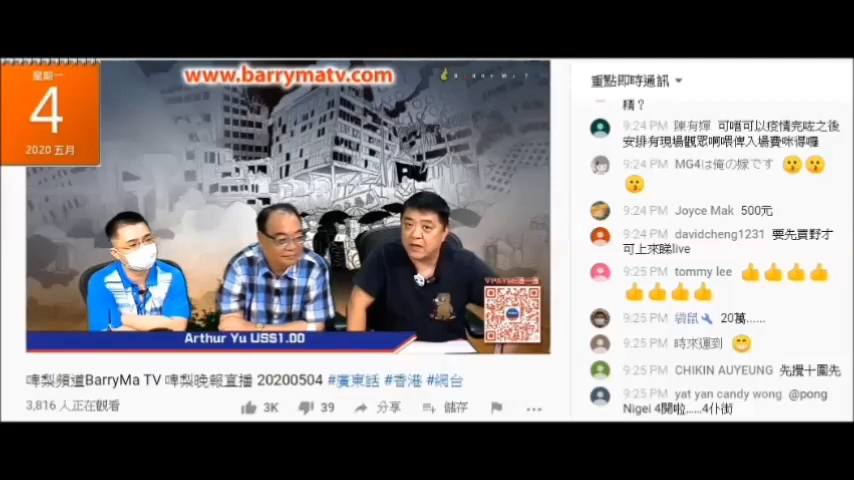 星期一
4
2020 五月
www.barrymatv.com
Arthur Yu US$1.00
啤梨頻道BarryMa TV 啤梨晚報直播 20200504 #廣東話 #香港 #網台
3,816 人正在觀看
3K
39
分享
儲存
重點即時通訊
精？
9:24 PM 陳有輝 可唔可以疫情完咗之後
安排有現場觀眾啊喂俾入場費咪得囉
9:24 PM MG4は俺の嫁です 😗😗
😗
9:24 PM Joyce Mak 500元
9:24 PM davidcheng1231 要先買野才
可上來睇live
9:25 PM tommy lee 👍👍👍👍
👍👍👍👍
9:25 PM 袋鼠 20萬......
9:25 PM 時來運到 😁
9:25 PM CHIKIN AUYEUNG 先攪十圍先
9:25 PM yat yan candy wong @pong
Nigei 4開啦......4仆街